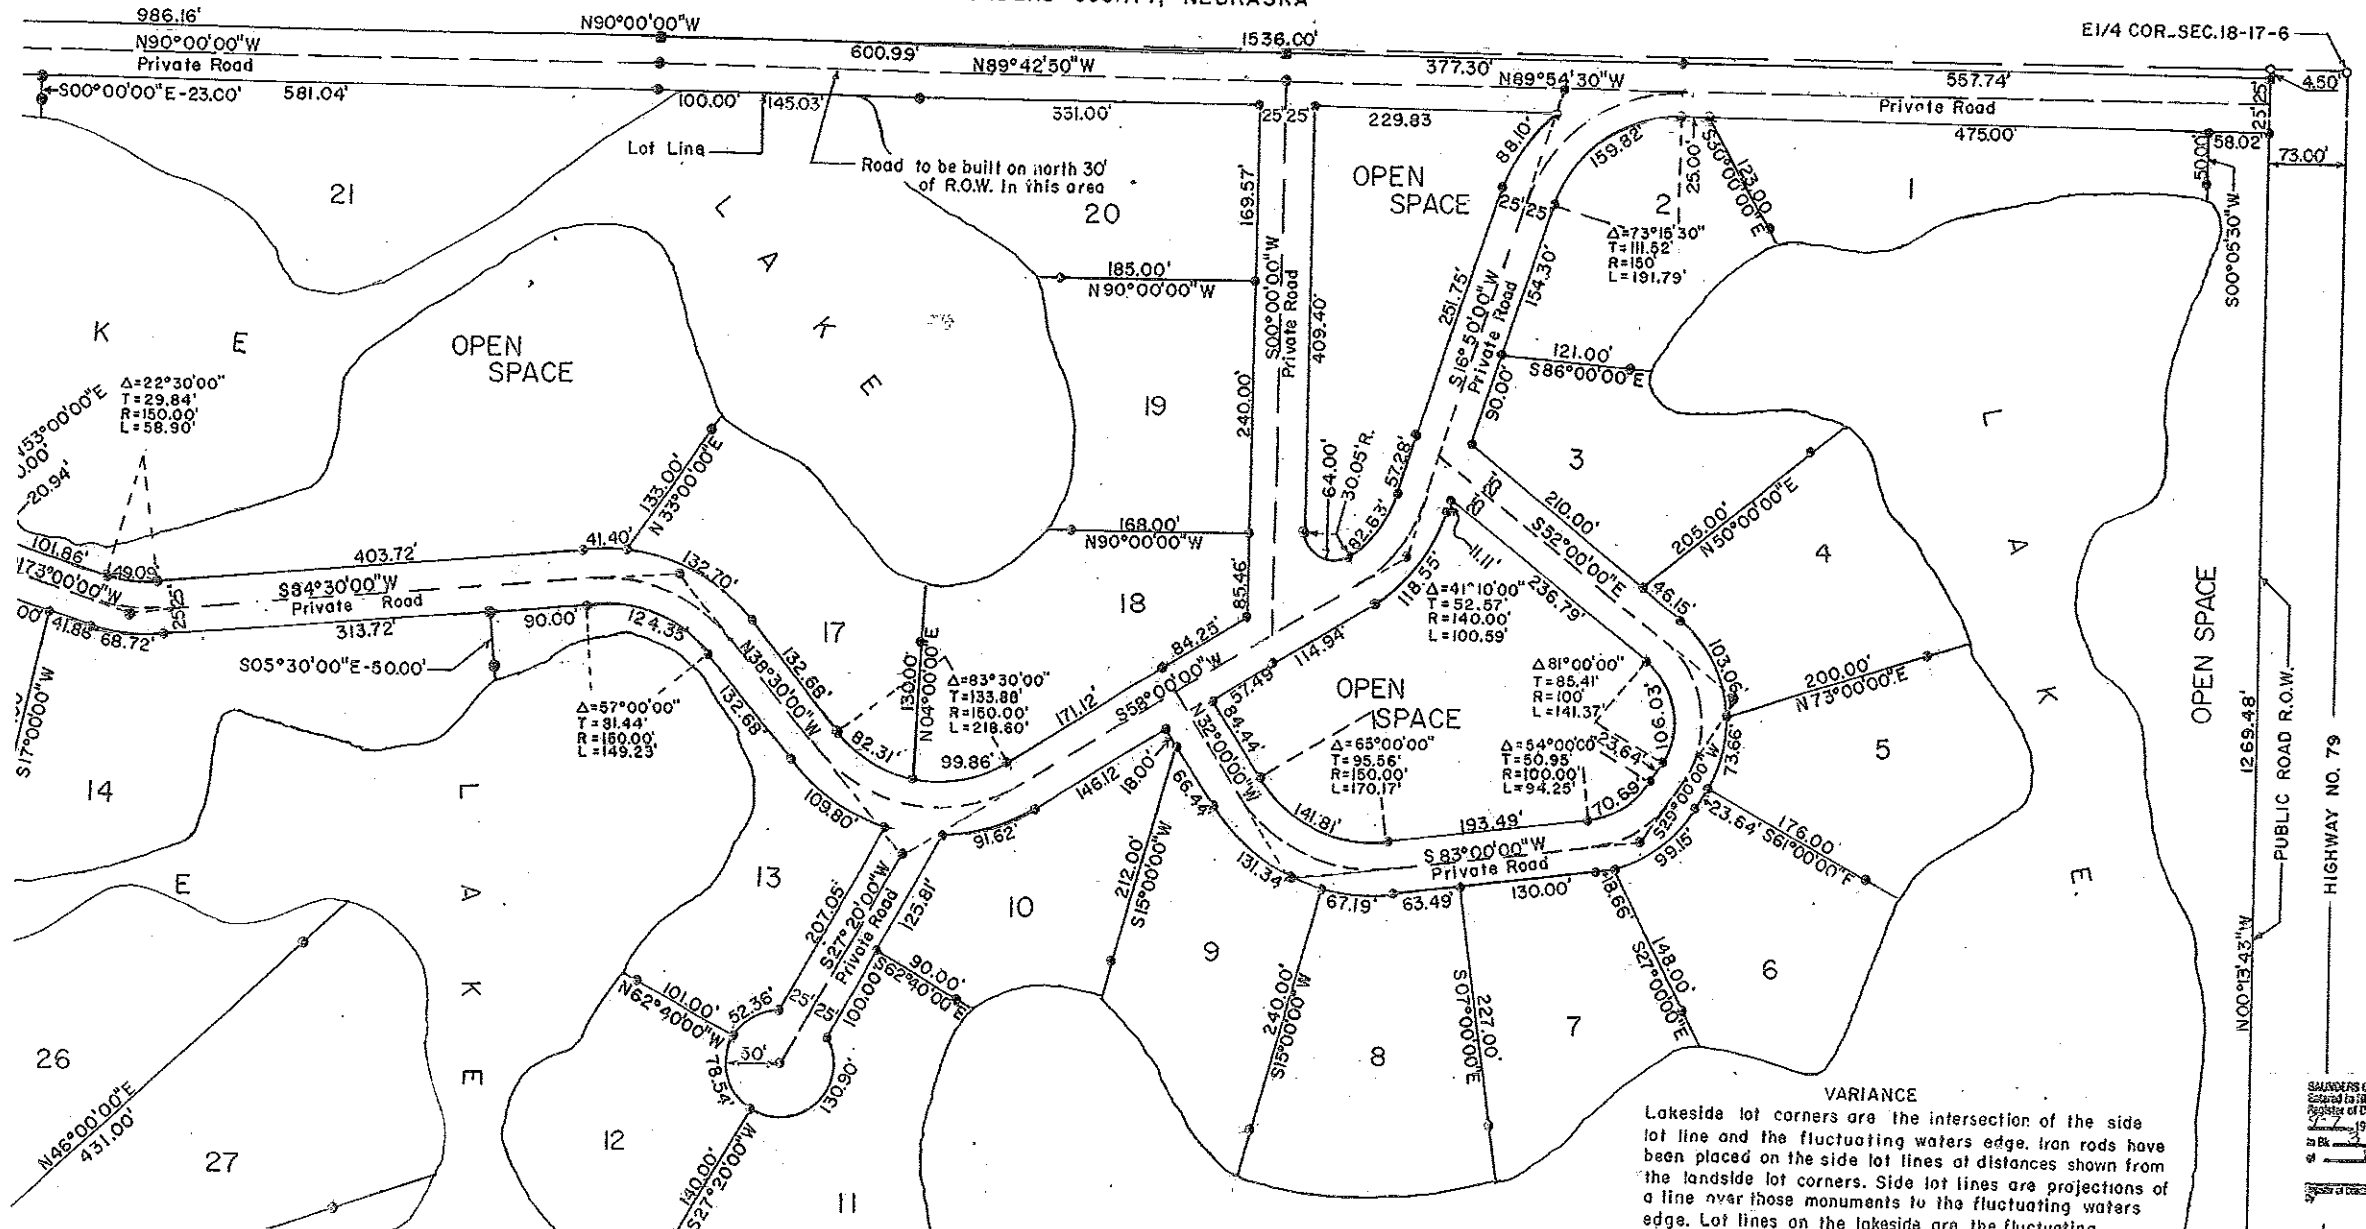 NEBRASKA
986.16'
N90°00'00"W
1536.00'
E1/4 COR. SEC. 18-17-6
N90°00'00"W
Private Road
600.99'
N89°42'50"W
377.30'
N89°54'30"W
557.74'
4.50'
S00°00'00"E-23.00'
581.04'
100.00'
145.03'
331.00'
25'25'
229.83
Private Road
475.00'
58.02'
25'25'
73.00'
50.00'
S00°05'30"W
Lot Line
Road to be built on north 30'
of R.O.W. In this area
21
LAKE
20
OPEN
SPACE
88.10'
159.82'
25.00'
S30°00'00"E
123.00
2
1
25'25'
Δ=73°15'30"
T=111.52'
R=150'
L=191.79'
169.57'
S00°00'00"W
Private Road
409.40'
251.75'
S16°50'00"W
Private Road
154.30'
185.00'
N90°00'00"W
K E
OPEN
SPACE
Δ=22°30'00"
T=29.84'
R=150.00'
L=58.90'
N53°00'00"E
20.94'
121.00'
S86°00'00"E
90.00'
19
240.00'
64.00'
30.05'R.
57.28'
82.63'
3
LAKE
133.00'
N33°00'00"E
210.00'
S52°00'00"E
25'25'
205.00'
N50°00'00"E
4
168.00'
N90°00'00"W
101.86'
49.09'
403.72'
41.40'
132.70'
N73°00'00"W
S84°30'00"W
Private Road
25'25'
41.86'
68.72'
313.72'
90.00'
124.35'
S05°30'00"E-50.00'
17
18
85.46'
84.25'
118.55'
11.11'
Δ=41°10'00"
T=52.57'
R=140.00'
L=100.59'
236.79'
46.15'
103.06'
OPEN SPACE
1269.48'
PUBLIC ROAD R.O.W.
HIGHWAY NO. 79
N00°13'43"W
S17°00'00"W
14
Δ=57°00'00"
T=81.44'
R=150.00'
L=149.23'
132.68'
N38°30'00"W
132.68'
130.00'
N04°00'00"E
Δ=83°30'00"
T=133.88'
R=150.00'
L=218.60'
171.12'
S58°00'00"W
114.94'
57.49'
OPEN
SPACE
Δ81°00'00"
T=85.41'
R=100'
L=141.37'
106.03'
200.00'
N73°00'00"E
82.31'
99.86'
84.44'
N32°00'00"W
Δ=65°00'00"
T=95.56'
R=150.00'
L=170.17'
Δ=54°00'00"
T=50.95'
R=100.00'
L=94.25'
23.64'
73.66'
5
LAKE
E
13
109.80'
91.62'
146.12'
18.00'
66.44'
141.81'
193.49'
70.69'
S29°00'00"W
S83°00'00"W
Private Road
99.15'
23.64'
176.00'
S61°00'00"E
207.05'
S27°20'00"W
Private Road
125.81'
10
212.00'
S15°00'00"W
131.34'
67.19'
63.49'
130.00'
18.66'
148.00'
S27°00'00"E
6
9
90.00'
S62°40'00"E
100.00'
101.00'
N62°40'00"W
52.36'
25'25'
240.00'
S15°00'00"W
227.00'
S07°00'00"E
7
8
26
78.54'
130.90'
N46°00'00"E
431.00'
27
12
140.00'
S27°20'00"W
11
VARIANCE
Lakeside lot corners are the intersection of the side
lot line and the fluctuating waters edge. Iron rods have
been placed on the side lot lines at distances shown from
the landside lot corners. Side lot lines are projections of
a line over those monuments to the fluctuating waters
edge. Lot lines on the lakeside are the fluctuating